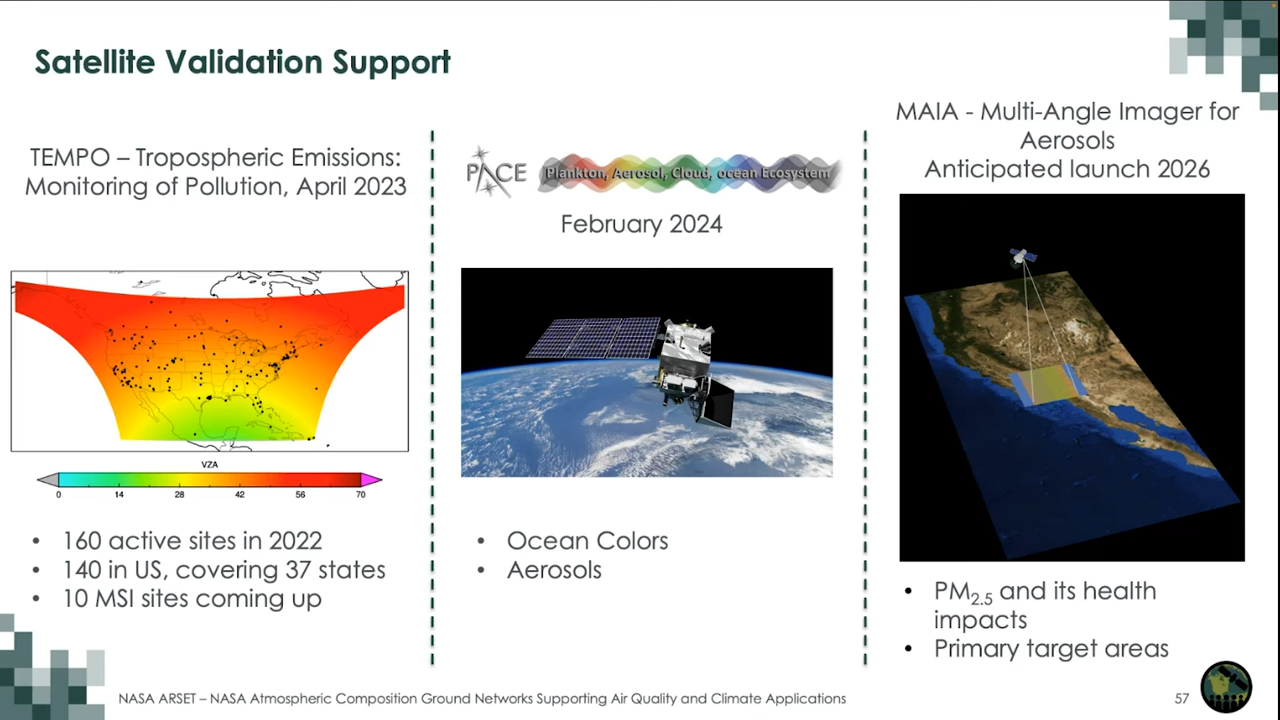 Satellite Validation Support
TEMPO – Tropospheric Emissions:
Monitoring of Pollution, April 2023
VZA
0 14 28 42 56 70
• 160 active sites in 2022
• 140 in US, covering 37 states
• 10 MSI sites coming up
PACE
Plankton, Aerosol, Cloud, ocean Ecosystem
February 2024
• Ocean Colors
• Aerosols
MAIA - Multi-Angle Imager for
Aerosols
Anticipated launch 2026
• PM2.5 and its health
impacts
• Primary target areas
NASA ARSET – NASA Atmospheric Composition Ground Networks Supporting Air Quality and Climate Applications
57